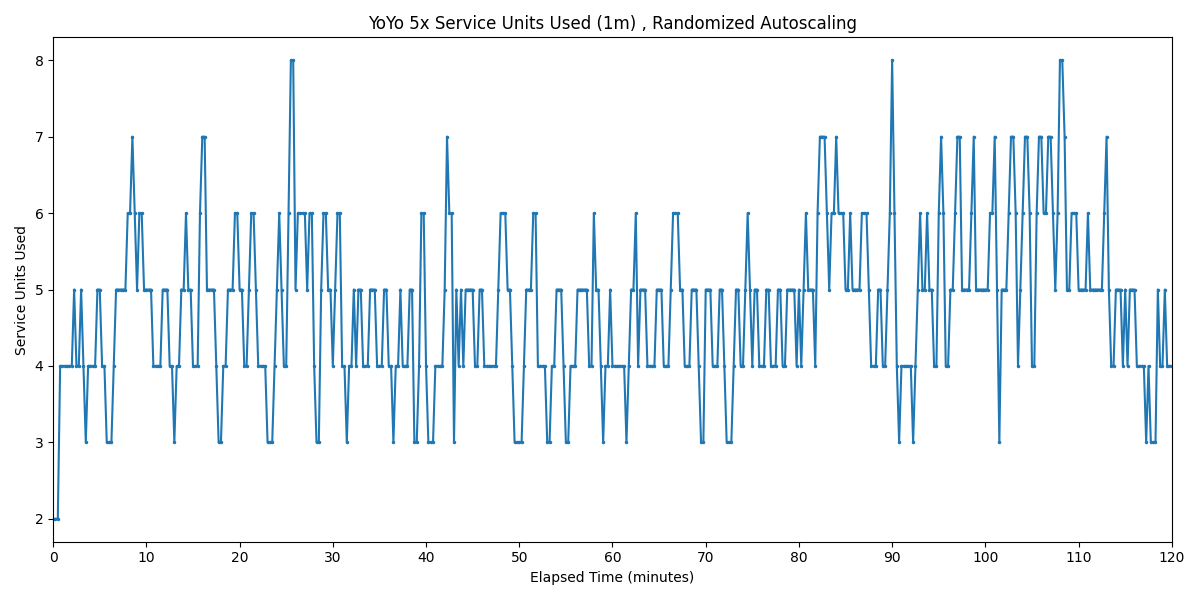 YoYo 5x Service Units Used (1m) , Randomized Autoscaling
Service Units Used
8
7
6
5
4
3
2
0 10 20 30 40 50 60 70 80 90 100 110 120
Elapsed Time (minutes)